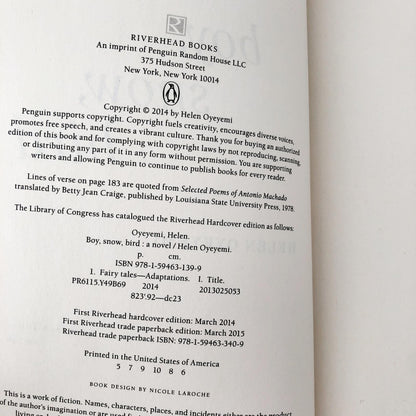 RIVERHEAD BOOKS
An imprint of Penguin Random House LLC
375 Hudson Street
New York, New York 10014
Copyright © 2014 by Helen Oyeyemi
Penguin supports copyright. Copyright fuels creativity, encourages diverse voices,
promotes free speech, and creates a vibrant culture. Thank you for buying an authorized
edition of this book and for complying with copyright laws by not reproducing, scanning,
or distributing any part of it in any form without permission. You are supporting
writers and allowing Penguin to continue to publish books for every reader.
Lines of verse on page 183 are quoted from Selected Poems of Antonio Machado
translated by Betty Jean Craige, published by Louisiana State University Press, 1978.
The Library of Congress has catalogued the Riverhead Hardcover edition as follows:
Oyeyemi, Helen.
Boy, snow, bird : a novel / Helen Oyeyemi.
p. cm.
ISBN 978-1-59463-139-9
1. Fairy tales—Adaptations. I. Title.
PR6115.Y49B69 2014 2013025053
823'.92—dc23
First Riverhead hardcover edition: March 2014
First Riverhead trade paperback edition: March 2015
Riverhead trade paperback ISBN: 978-1-59463-340-9
Printed in the United States of America
5 7 9 10 8 6
BOOK DESIGN BY NICOLE LAROCHE
This is a work of fiction. Names, characters, places, and incidents either are the product
of the author's imagination or are used